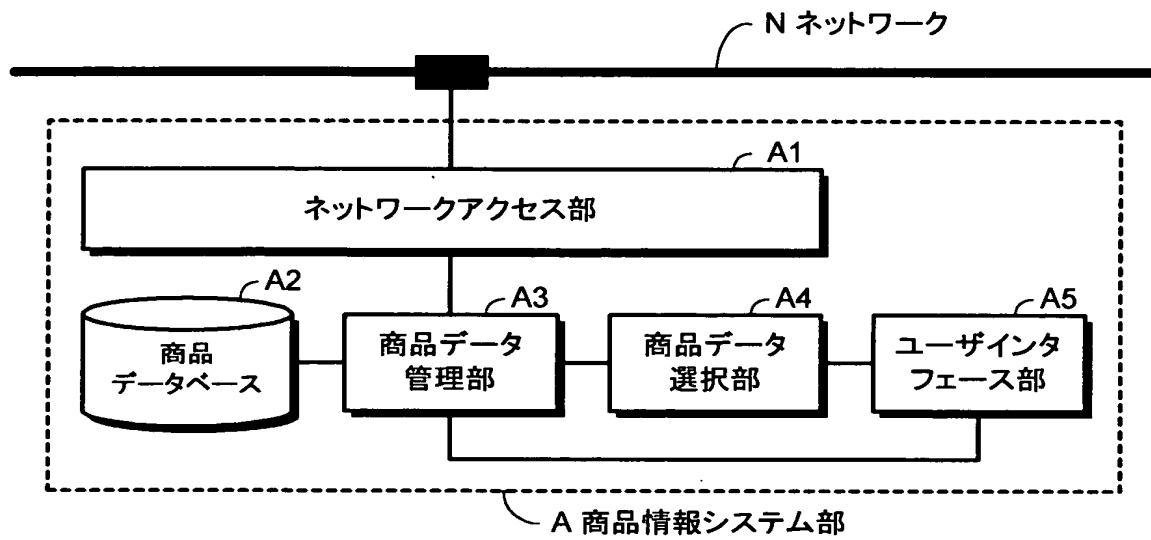 N ネットワーク
A1
ネットワークアクセス部
A2
商品
データベース
A3
商品データ
管理部
A4
商品データ
選択部
A5
ユーザインタ
フェース部
A 商品情報システム部